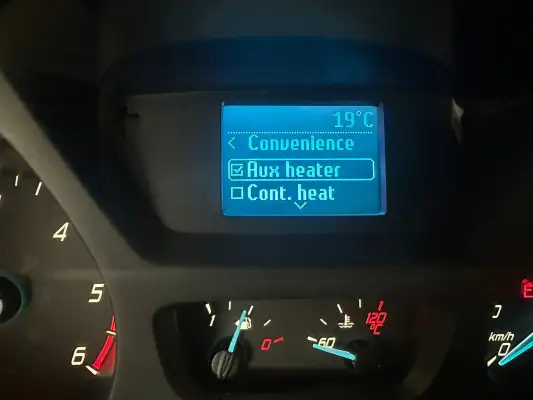 19°C
< Convenience
Aux heater
Cont. heat
4
5
6
1
0
60
120
°C
km/h
0